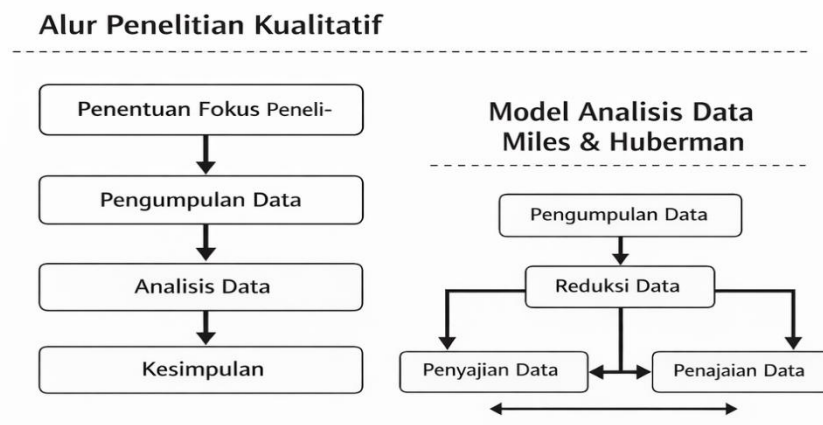 Alur Penelitian Kualitatif
Penentuan Fokus Peneli-
Pengumpulan Data
Analisis Data
Kesimpulan
Model Analisis Data
Miles & Huberman
Pengumpulan Data
Reduksi Data
Penyajian Data
Penajaian Data